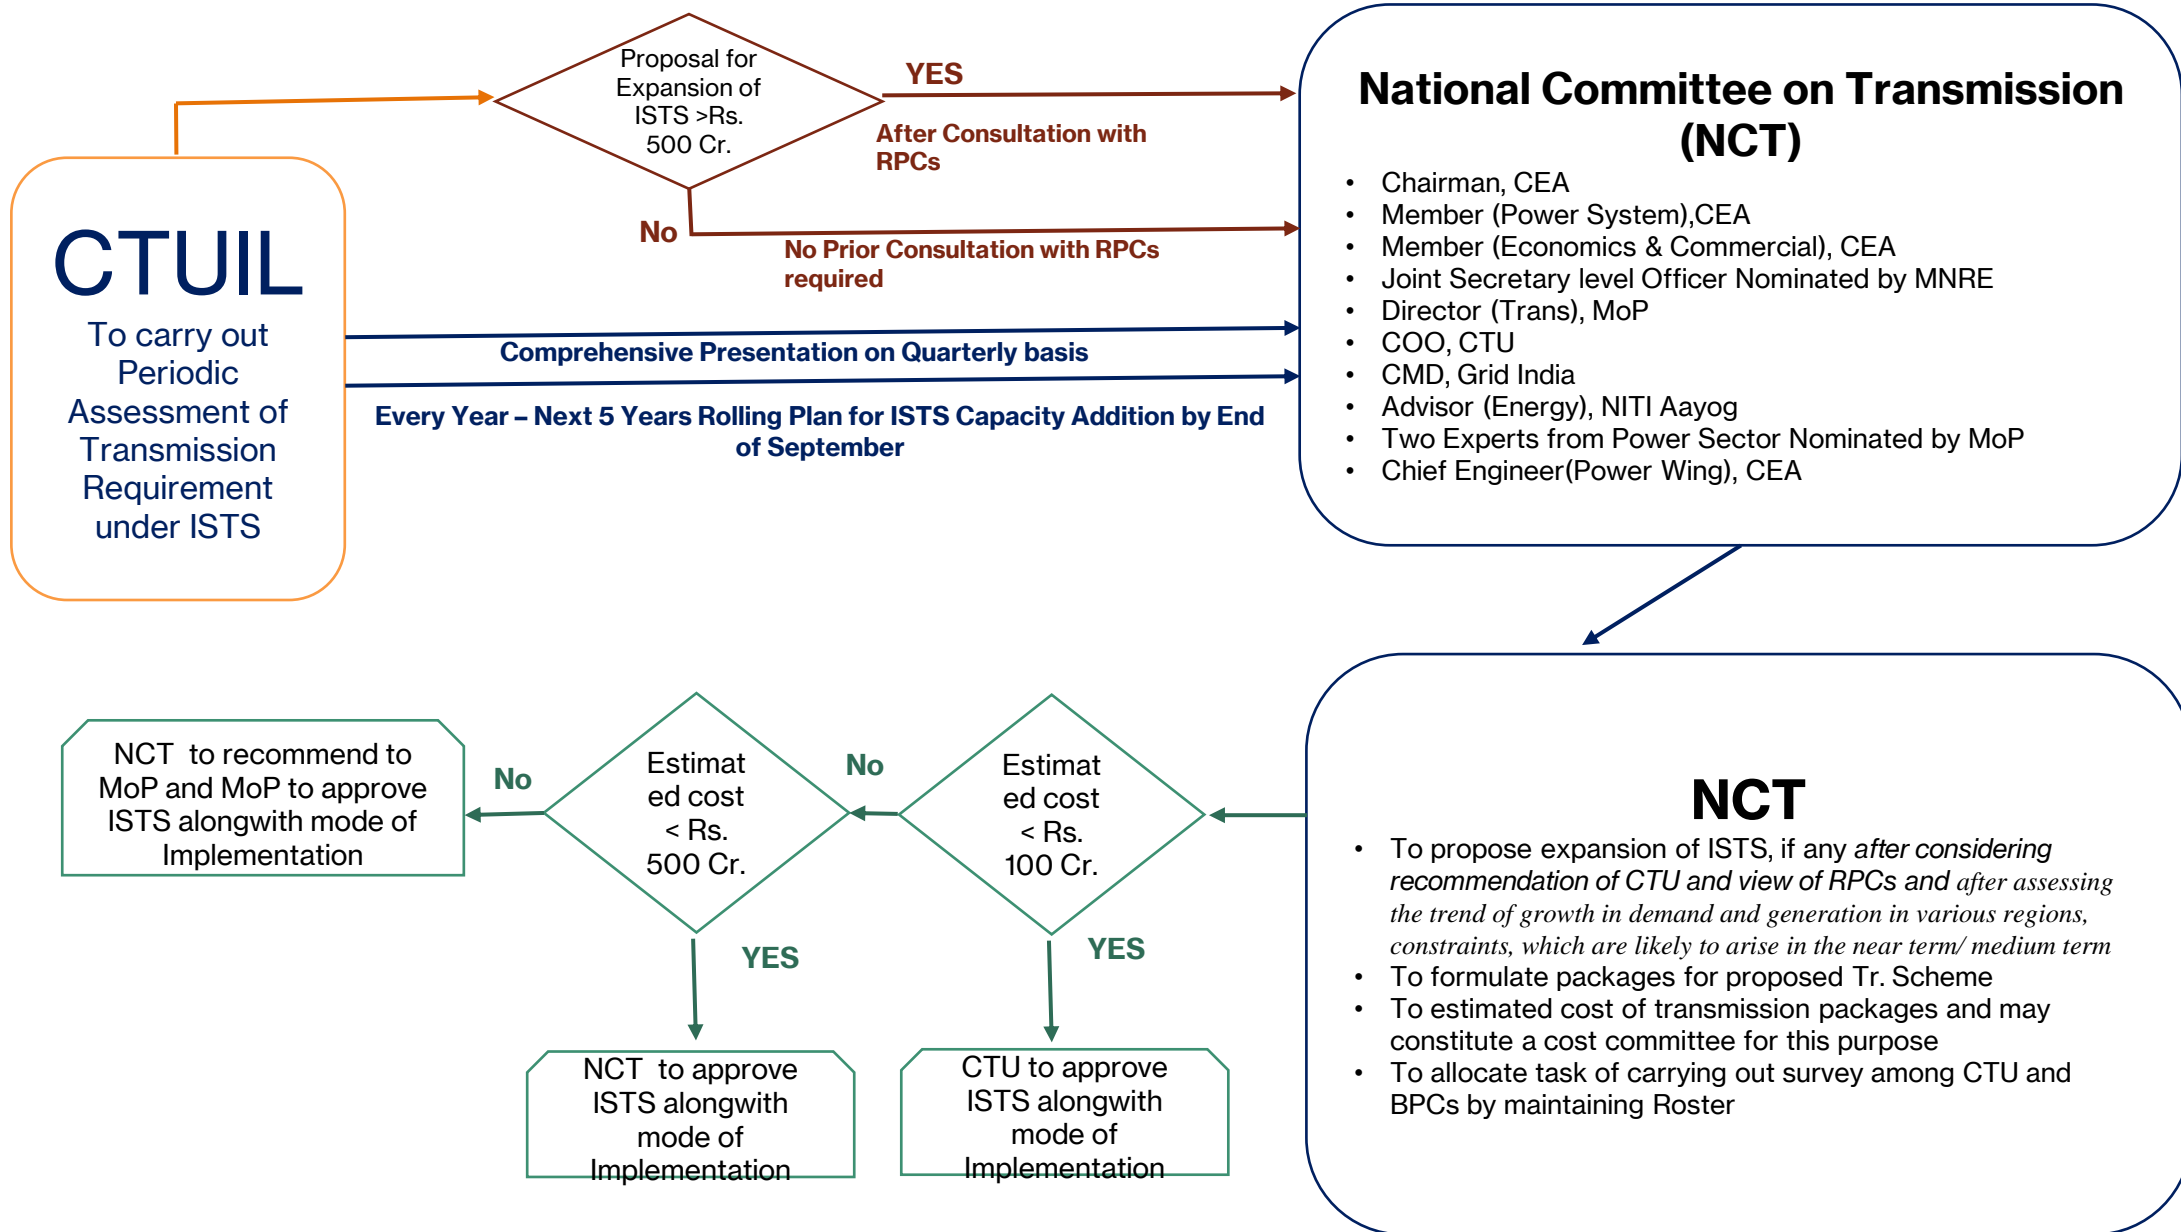 Proposal for
Expansion of
ISTS >Rs.
500 Cr.
YES
After Consultation with
RPCs
No
No Prior Consultation with RPCs
required
CTUIL
To carry out
Periodic
Assessment of
Transmission
Requirement
under ISTS
Comprehensive Presentation on Quarterly basis
Every Year – Next 5 Years Rolling Plan for ISTS Capacity Addition by End
of September
National Committee on Transmission
(NCT)
• Chairman, CEA
• Member (Power System),CEA
• Member (Economics & Commercial), CEA
• Joint Secretary level Officer Nominated by MNRE
• Director (Trans), MoP
• COO, CTU
• CMD, Grid India
• Advisor (Energy), NITI Aayog
• Two Experts from Power Sector Nominated by MoP
• Chief Engineer(Power Wing), CEA
NCT
• To propose expansion of ISTS, if any after considering
recommendation of CTU and view of RPCs and after assessing
the trend of growth in demand and generation in various regions,
constraints, which are likely to arise in the near term/ medium term
• To formulate packages for proposed Tr. Scheme
• To estimated cost of transmission packages and may
constitute a cost committee for this purpose
• To allocate task of carrying out survey among CTU and
BPCs by maintaining Roster
Estimat
ed cost
< Rs.
100 Cr.
YES
CTU to approve
ISTS alongwith
mode of
Implementation
No
Estimat
ed cost
< Rs.
500 Cr.
YES
NCT to approve
ISTS alongwith
mode of
Implementation
No
NCT to recommend to
MoP and MoP to approve
ISTS alongwith mode of
Implementation